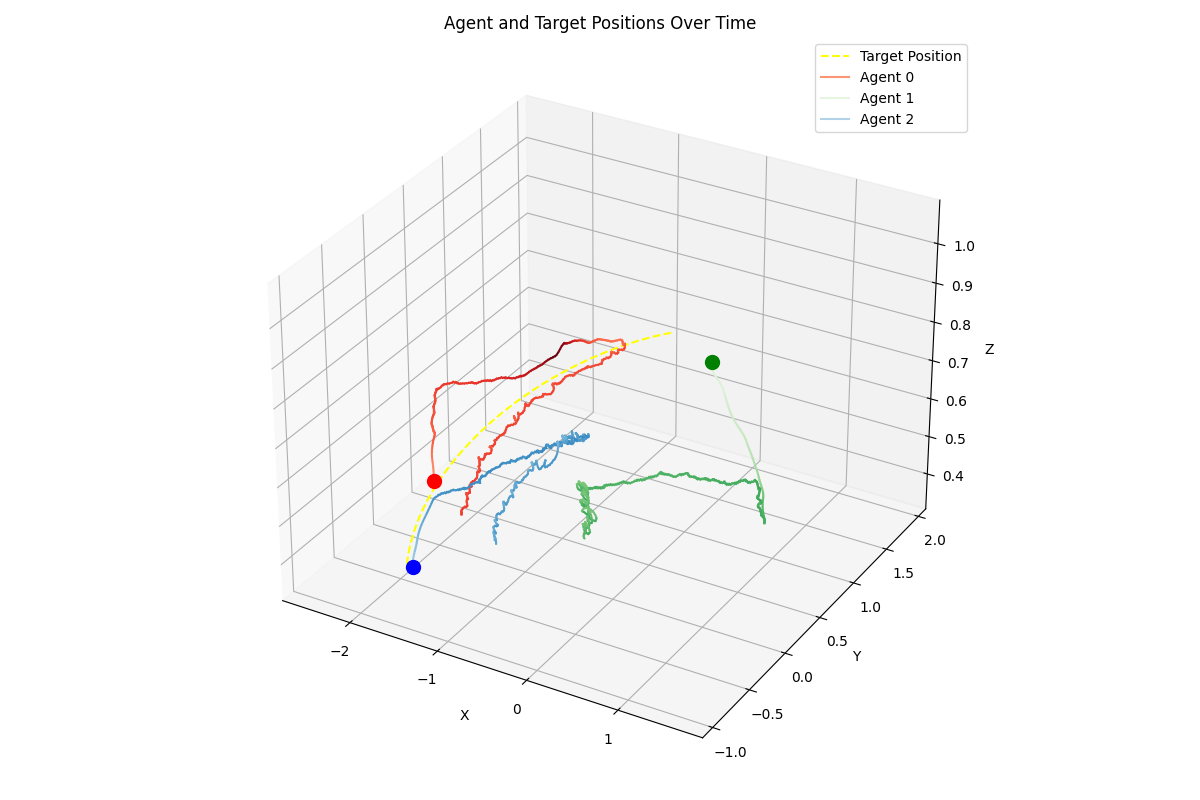 Agent and Target Positions Over Time
Target Position
Agent 0
Agent 1
Agent 2
1.0
0.9
0.8
0.7
0.6
0.5
0.4
Z
2.0
1.5
1.0
0.5
0.0
−0.5
−1.0
Y
−2
−1
0
1
X